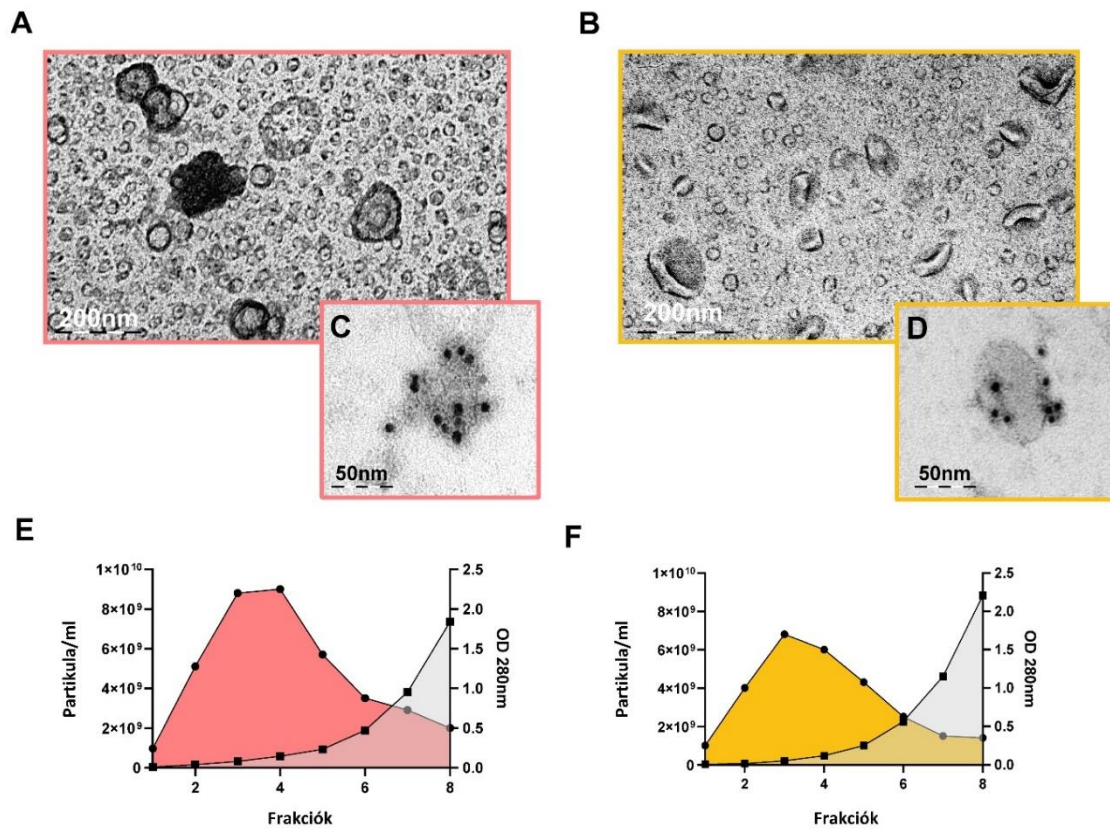 A
B
200nm
200nm
C
D
50nm
50nm
E
F
1×10¹⁰
8×10⁹
6×10⁹
4×10⁹
2×10⁹
0
Partikula/ml
2.5
2.0
1.5
1.0
0.5
0.0
OD 280nm
2 4 6 8
Frakciók
1×10¹⁰
8×10⁹
6×10⁹
4×10⁹
2×10⁹
0
Partikula/ml
2.5
2.0
1.5
1.0
0.5
0.0
OD 280nm
2 4 6 8
Frakciók